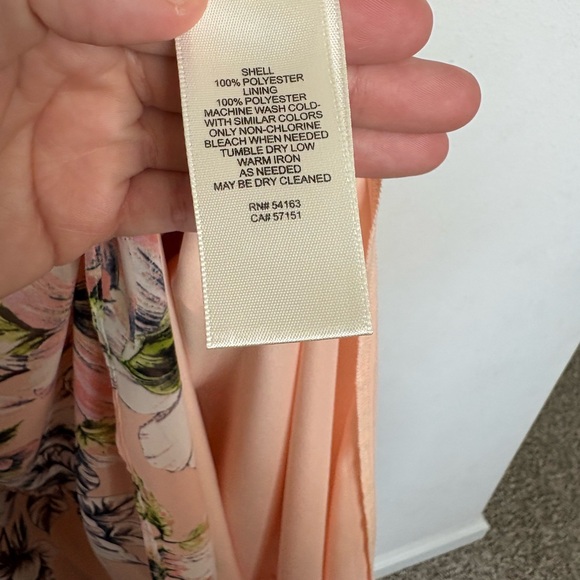 SHELL
100% POLYESTER
LINING
100% POLYESTER
MACHINE WASH COLD-
WITH SIMILAR COLORS
ONLY NON-CHLORINE
BLEACH WHEN NEEDED
TUMBLE DRY LOW
WARM IRON
AS NEEDED
MAY BE DRY CLEANED
RN# 54163
CA# 57151